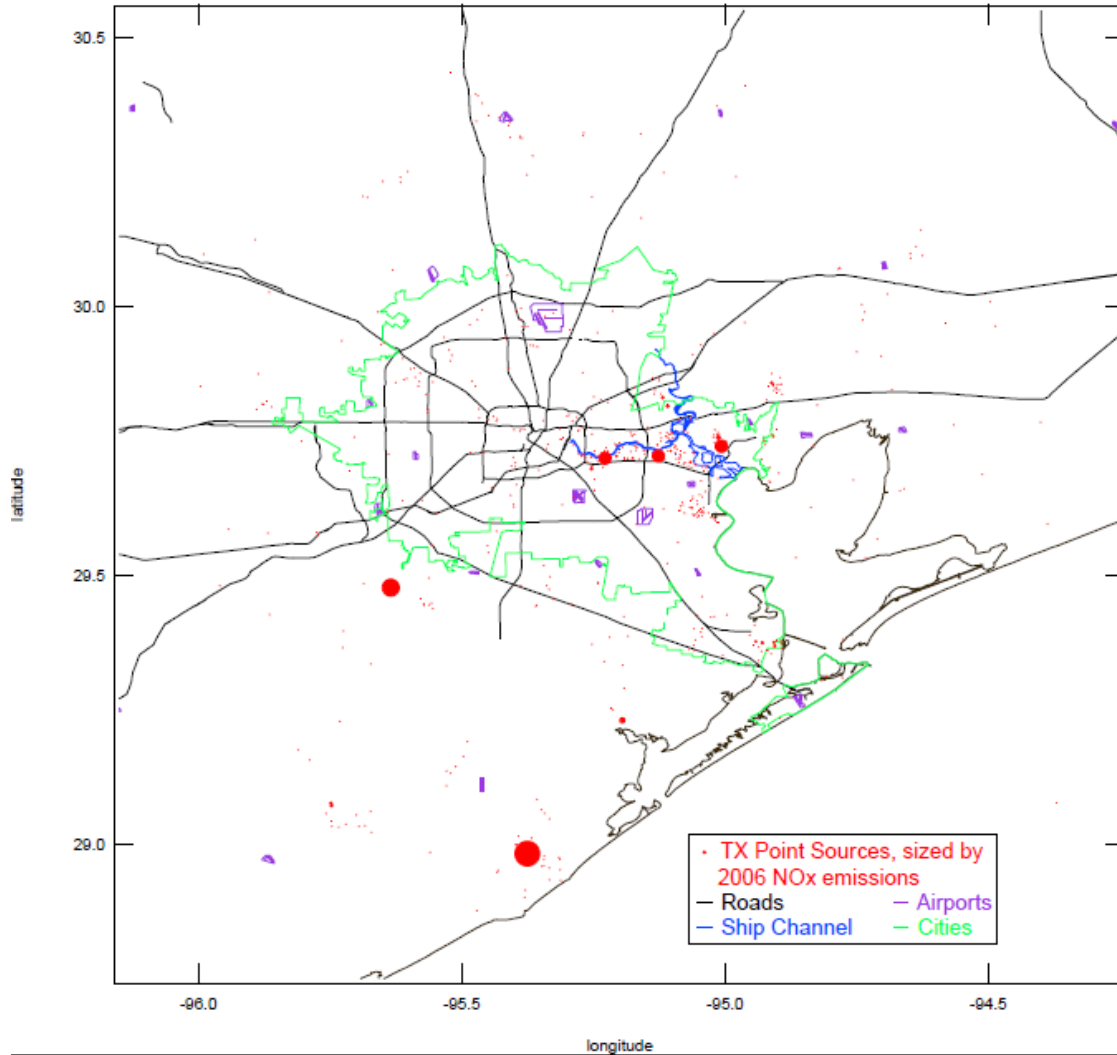 30.5
30.0
29.5
29.0
latitude
TX Point Sources, sized by
2006 NOx emissions
Roads
Airports
Ship Channel
Cities
-96.0
-95.5
-95.0
-94.5
longitude